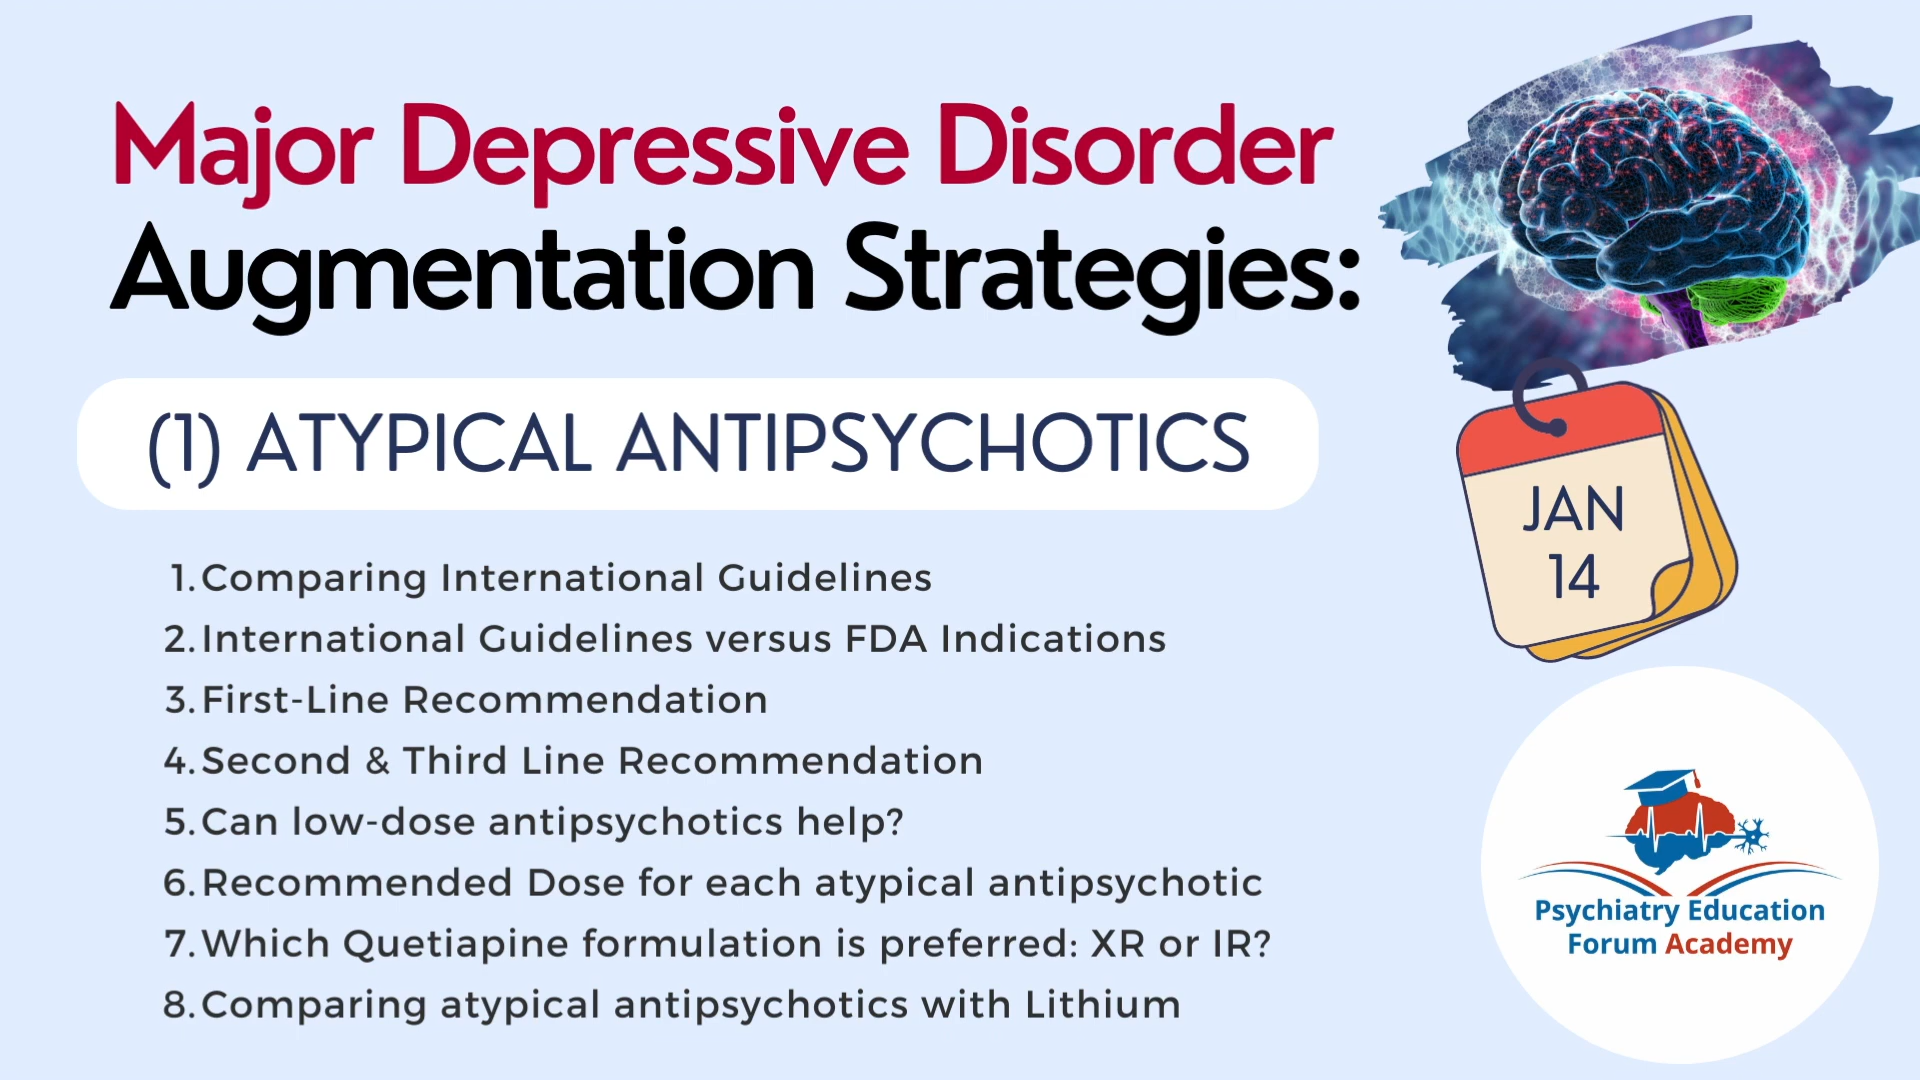 Major Depressive Disorder
Augmentation Strategies:
(1) ATYPICAL ANTIPSYCHOTICS
1. Comparing International Guidelines
2. International Guidelines versus FDA Indications
3. First-Line Recommendation
4. Second & Third Line Recommendation
5. Can low-dose antipsychotics help?
6. Recommended Dose for each atypical antipsychotic
7. Which Quetiapine formulation is preferred: XR or IR?
8. Comparing atypical antipsychotics with Lithium
JAN
14
Psychiatry Education
Forum Academy